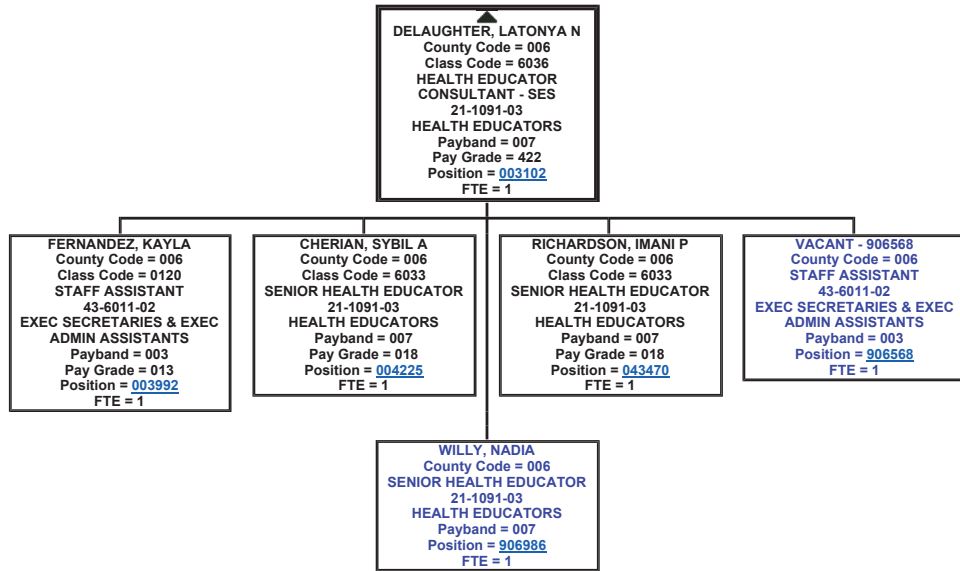 DELAUGHTER, LATONYA N
County Code = 006
Class Code = 6036
HEALTH EDUCATOR
CONSULTANT - SES
21-1091-03
HEALTH EDUCATORS
Payband = 007
Pay Grade = 422
Position = 003102
FTE = 1
FERNANDEZ, KAYLA
County Code = 006
Class Code = 0120
STAFF ASSISTANT
43-6011-02
EXEC SECRETARIES & EXEC
ADMIN ASSISTANTS
Payband = 003
Pay Grade = 013
Position = 003992
FTE = 1
CHERIAN, SYBIL A
County Code = 006
Class Code = 6033
SENIOR HEALTH EDUCATOR
21-1091-03
HEALTH EDUCATORS
Payband = 007
Pay Grade = 018
Position = 004225
FTE = 1
RICHARDSON, IMANI P
County Code = 006
Class Code = 6033
SENIOR HEALTH EDUCATOR
21-1091-03
HEALTH EDUCATORS
Payband = 007
Pay Grade = 018
Position = 043470
FTE = 1
VACANT - 906568
County Code = 006
STAFF ASSISTANT
43-6011-02
EXEC SECRETARIES & EXEC
ADMIN ASSISTANTS
Payband = 003
Position = 906568
FTE = 1
WILLY, NADIA
County Code = 006
SENIOR HEALTH EDUCATOR
21-1091-03
HEALTH EDUCATORS
Payband = 007
Position = 906986
FTE = 1